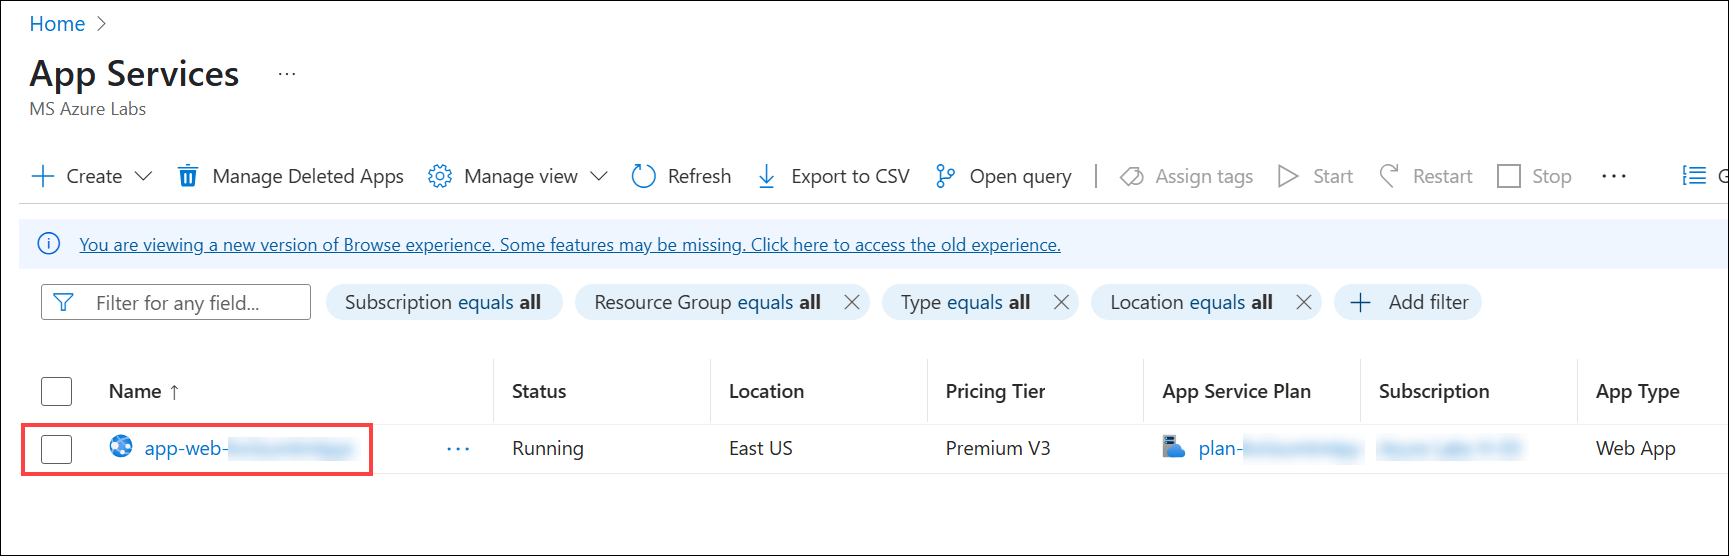 Home >
App Services ...
MS Azure Labs
Create Manage Deleted Apps Manage view Refresh Export to CSV Open query | Assign tags Start Restart Stop ... G
You are viewing a new version of Browse experience. Some features may be missing. Click here to access the old experience.
Filter for any field... Subscription equals all Resource Group equals all Type equals all Location equals all Add filter
Name ↑ Status Location Pricing Tier App Service Plan Subscription App Type
app-web- ... Running East US Premium V3 plan- Web App